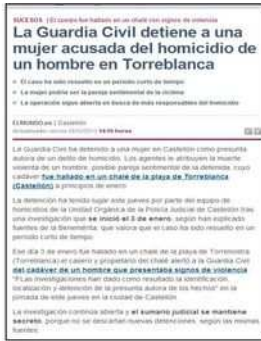 SUCESOS | El cuerpo fue hallado en un chalé con signos de violencia
La Guardia Civil detiene a una
mujer acusada del homicidio de
un hombre en Torreblanca
El caso ha sido resuelto en un periodo corto de tiempo
La mujer podría ser la pareja sentimental de la víctima
La operación sigue abierta en busca de más responsables del homicidio
ELMUNDO.es | Castellón
La Guardia Civil ha detenido a una mujer en Castellón como presunta
autora de un delito de homicidio. Los agentes le atribuyen la muerte
violenta de un hombre, posible pareja sentimental de la detenida, cuyo
cadáver fue hallado en un chalé de la playa de Torreblanca
(Castellón) a principios de enero.
La detención ha tenido lugar este jueves por parte del equipo de
homicidios de la Unidad Orgánica de la Policía Judicial de Castellón tras
una investigación que se inició el 3 de enero, según han explicado
fuentes de la Benemérita, que valora que el caso ha sido resuelto en un
periodo corto de tiempo.
Ese día 3 de enero fue hallado en un chalé de la playa de Torrenostra
(Torreblanca) el casero y propietario del chalé alertó a la Guardia Civil
del cadáver de un hombre que presentaba signos de violencia
Las investigaciones han dado como resultado la identificación,
localización y detención de la presunta autora de los hechos" en la
jornada de este jueves en la ciudad de Castellón
La investigación continúa abierta y el sumario judicial se mantiene
secreto, porque no se descartan nuevas detenciones, según las mismas
fuentes.